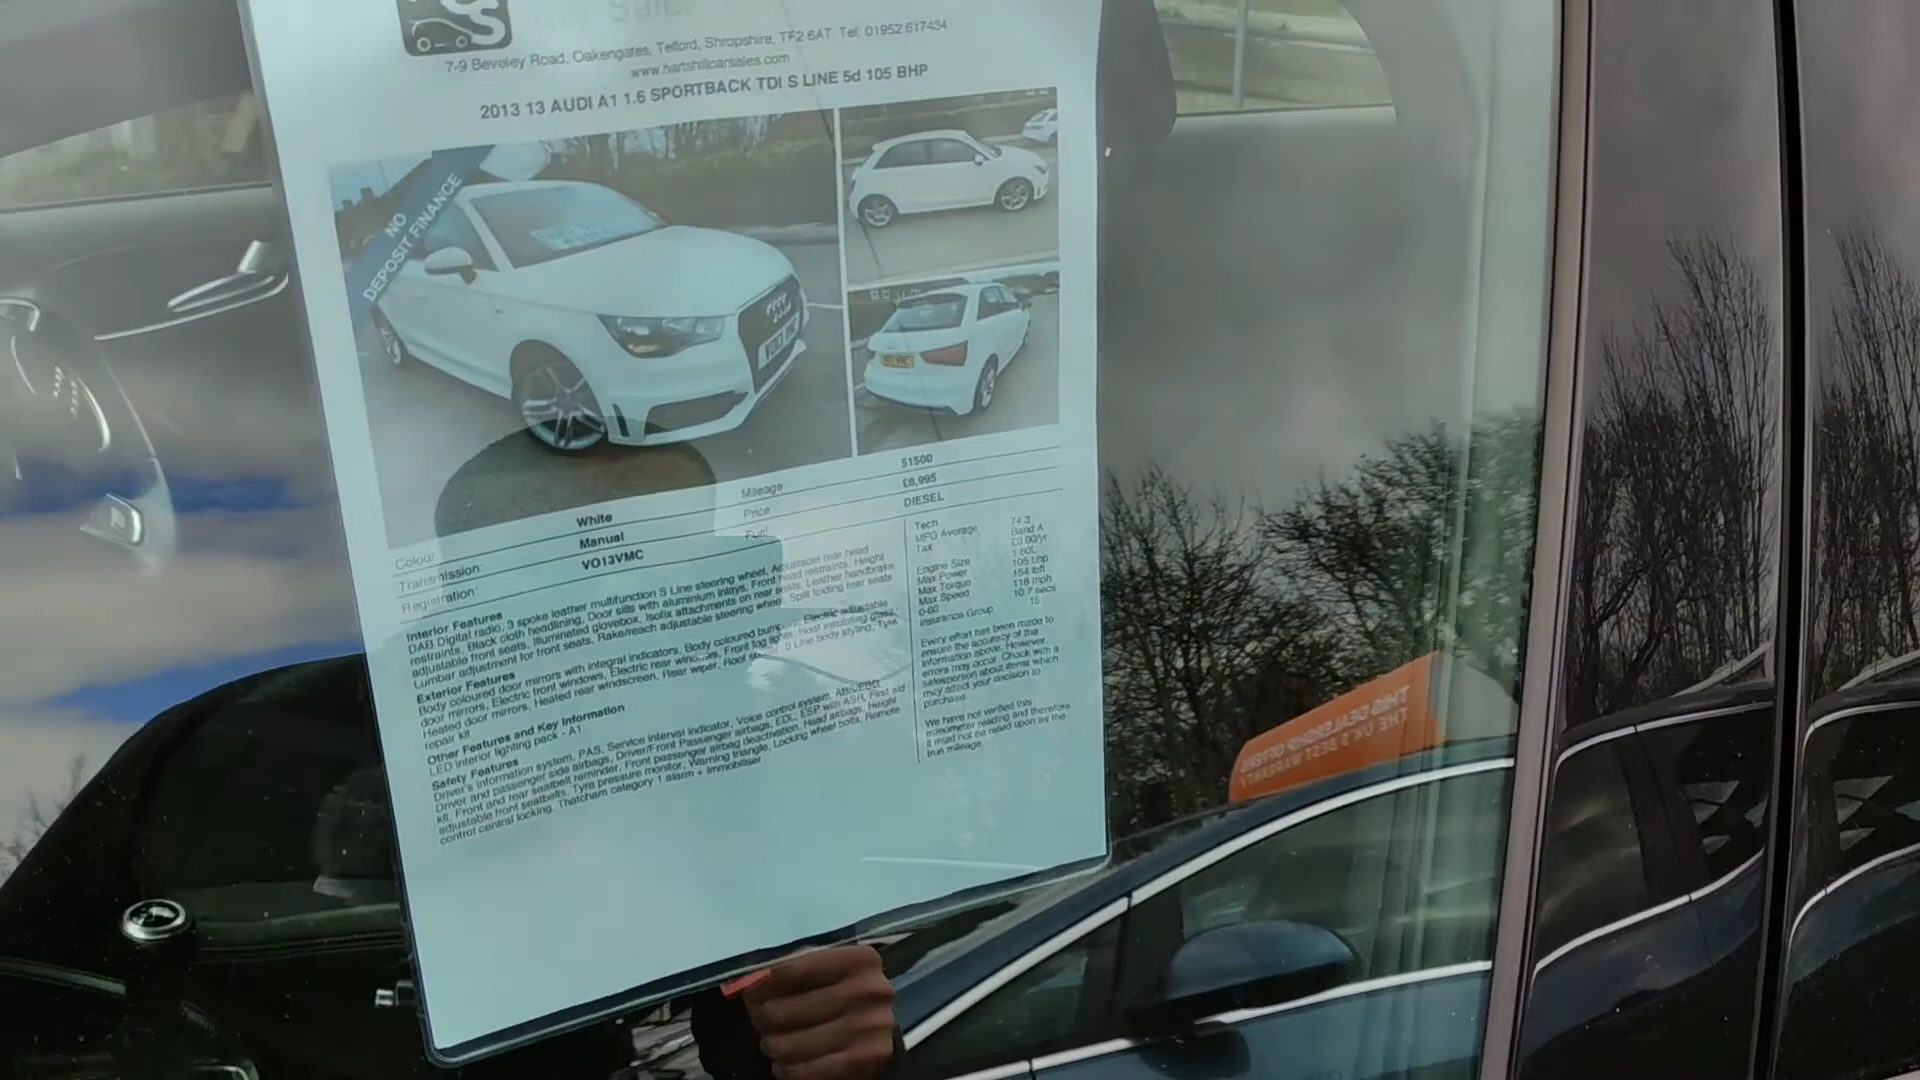 SS
Sales
7-9 Beveley Road, Oakengates, Telford, Shropshire, TF2 6AT. Tel: 01952 617434
www.hartshillcarsales.com
2013 13 AUDI A1 1.6 SPORTBACK TDI S LINE 5d 105 BHP
NO
DEPOSIT FINANCE
VO13 VMC
Colour White Mileage 51500
Transmission: Manual Price £8,995
Registration: VO13VMC Fuel DIESEL
Interior Features
DAB Digital radio, 3 spoke leather multifunction S Line steering wheel, Adjustable rear head
restraints, Black cloth headlining, Door sills with aluminium inlays, Front head restraints, Height
adjustable front seats, Illuminated glovebox, Isofix attachments on rear seats, Leather handbrake,
Lumbar adjustment for front seats, Rake/reach adjustable steering wheel, Split folding rear seats
Exterior Features
Body coloured door mirrors with integral indicators, Body coloured bumpers, Electric adjustable
door mirrors, Electric front windows, Electric rear windows, Front fog lights, Heat insulating glass,
Heated door mirrors, Heated rear windscreen, Rear wiper, Roof spoiler, S Line body styling, Tyre
repair kit
Other Features and Key Information
LED interior lighting pack - A1
Safety Features
Driver's information system, PAS, Service interval indicator, Voice control system, ABS/EBD,
Driver and passenger side airbags, Driver/Front Passenger airbags, EDL, ESP with ASR, First aid
kit, Front and rear seatbelt reminder, Front passenger airbag deactivation, Head airbags, Height
adjustable front seatbelts, Tyre pressure monitor, Warning triangle, Locking wheel bolts, Remote
control central locking, Thatcham category 1 alarm + immobiliser
Tech
MPG Average 74.3
Tax Band A
£0.00/yr
Engine Size 1.60L
Max Power 105 bhp
Max Torque 184 lbft
Max Speed 118 mph
0-60 10.7 secs
Insurance Group 15
Every effort has been made to
ensure the accuracy of the
information above. However,
errors may occur. Check with a
salesperson about items which
may affect your decision to
purchase.
We have not verified this
mileometer reading and therefore
it must not be relied upon as the
true mileage.
THIS DEALERSHIP OFFERS
THE UK'S BEST
WARRANTY